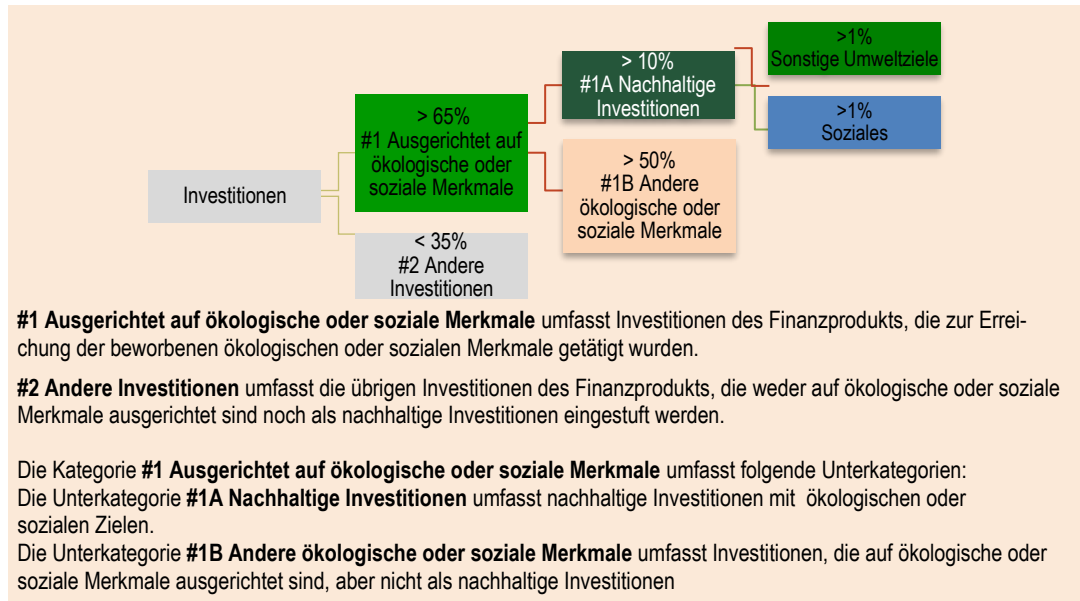 Investitionen
> 65%
#1 Ausgerichtet auf
ökologische oder
soziale Merkmale
< 35%
#2 Andere
Investitionen
> 10%
#1A Nachhaltige
Investitionen
> 50%
#1B Andere
ökologische oder
soziale Merkmale
>1%
Sonstige Umweltziele
>1%
Soziales
#1 Ausgerichtet auf ökologische oder soziale Merkmale umfasst Investitionen des Finanzprodukts, die zur Errei-
chung der beworbenen ökologischen oder sozialen Merkmale getätigt wurden.
#2 Andere Investitionen umfasst die übrigen Investitionen des Finanzprodukts, die weder auf ökologische oder soziale
Merkmale ausgerichtet sind noch als nachhaltige Investitionen eingestuft werden.
Die Kategorie #1 Ausgerichtet auf ökologische oder soziale Merkmale umfasst folgende Unterkategorien:
Die Unterkategorie #1A Nachhaltige Investitionen umfasst nachhaltige Investitionen mit ökologischen oder
sozialen Zielen.
Die Unterkategorie #1B Andere ökologische oder soziale Merkmale umfasst Investitionen, die auf ökologische oder
soziale Merkmale ausgerichtet sind, aber nicht als nachhaltige Investitionen